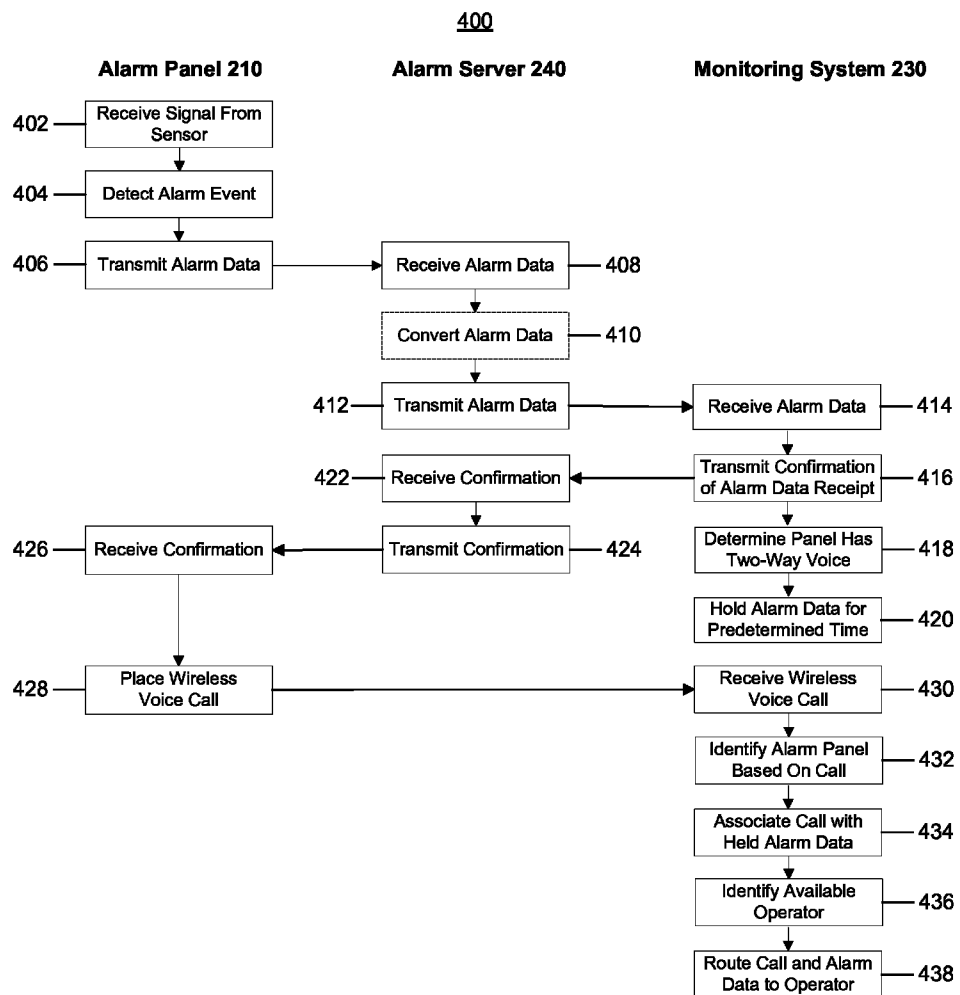 400
Alarm Panel 210
Alarm Server 240
Monitoring System 230
402
Receive Signal From
Sensor
404
Detect Alarm Event
406
Transmit Alarm Data
Receive Alarm Data
408
Convert Alarm Data
410
412
Transmit Alarm Data
Receive Alarm Data
414
422
Receive Confirmation
Transmit Confirmation
of Alarm Data Receipt
416
426
Receive Confirmation
Transmit Confirmation
424
Determine Panel Has
Two-Way Voice
418
Hold Alarm Data for
Predetermined Time
420
428
Place Wireless
Voice Call
Receive Wireless
Voice Call
430
Identify Alarm Panel
Based On Call
432
Associate Call with
Held Alarm Data
434
Identify Available
Operator
436
Route Call and Alarm
Data to Operator
438